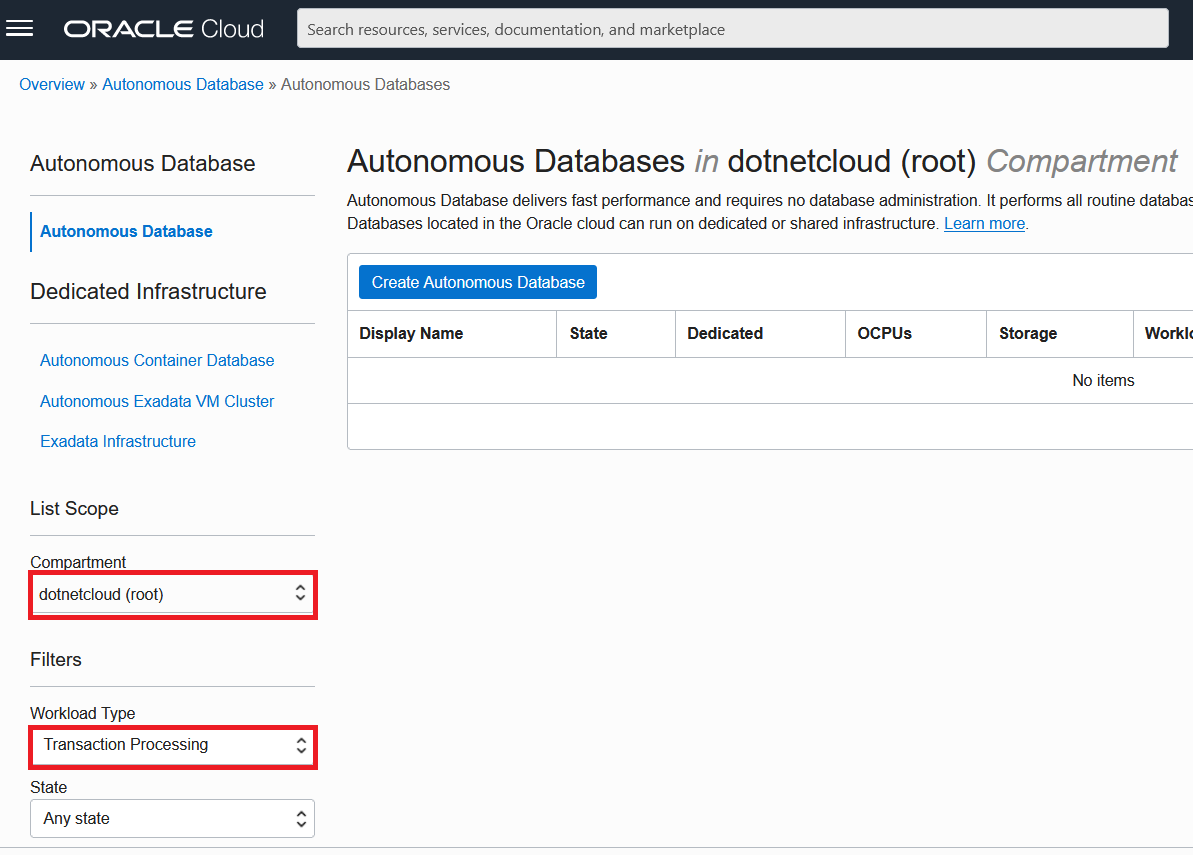 ORACLE Cloud
Search resources, services, documentation, and marketplace
Overview » Autonomous Database » Autonomous Databases
Autonomous Database
Autonomous Database
Dedicated Infrastructure
Autonomous Container Database
Autonomous Exadata VM Cluster
Exadata Infrastructure
List Scope
Compartment
dotnetcloud (root)
Filters
Workload Type
Transaction Processing
State
Any state
Autonomous Databases in dotnetcloud (root) Compartment
Autonomous Database delivers fast performance and requires no database administration. It performs all routine databas
Databases located in the Oracle cloud can run on dedicated or shared infrastructure. Learn more.
Create Autonomous Database
Display Name State Dedicated OCPUs Storage Worklo
No items